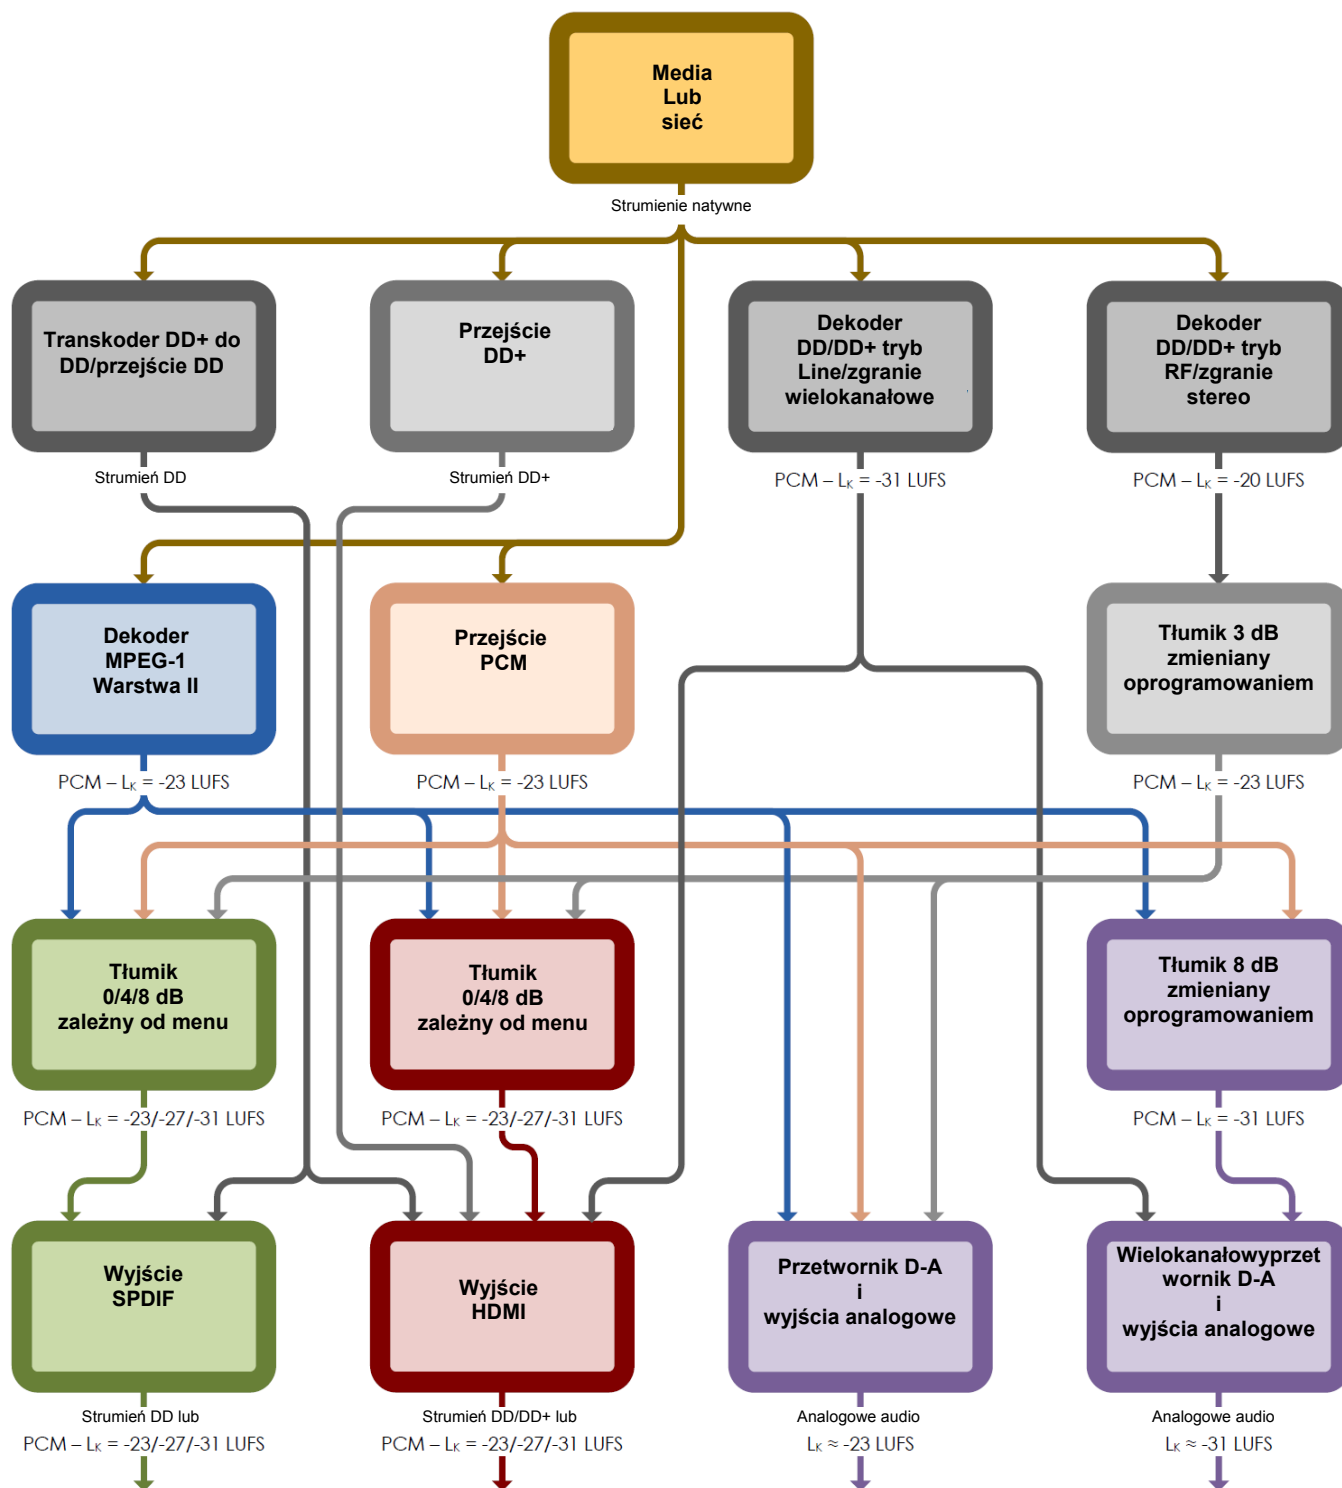 Media
Lub
sieć
Strumienie natywne
Transkoder DD+ do
DD/przejście DD
Przejście
DD+
Dekoder
DD/DD+ tryb
Line/zgranie
wielokanałowe
Dekoder
DD/DD+ tryb
RF/zgranie
stereo
Strumień DD
Strumień DD+
PCM – LK = -31 LUFS
PCM – LK = -20 LUFS
Dekoder
MPEG-1
Warstwa II
Przejście
PCM
Tłumik 3 dB
zmieniany
oprogramowaniem
PCM – LK = -23 LUFS
PCM – LK = -23 LUFS
PCM – LK = -23 LUFS
Tłumik
0/4/8 dB
zależny od menu
Tłumik
0/4/8 dB
zależny od menu
Tłumik 8 dB
zmieniany
oprogramowaniem
PCM – LK = -23/-27/-31 LUFS
PCM – LK = -23/-27/-31 LUFS
PCM – LK = -31 LUFS
Wyjście
SPDIF
Wyjście
HDMI
Przetwornik D-A
i
wyjścia analogowe
Wielokanałowyprzet
wornik D-A
i
wyjścia analogowe
Strumień DD lub
PCM – LK = -23/-27/-31 LUFS
Strumień DD/DD+ lub
PCM – LK = -23/-27/-31 LUFS
Analogowe audio
LK ≈ -23 LUFS
Analogowe audio
LK ≈ -31 LUFS